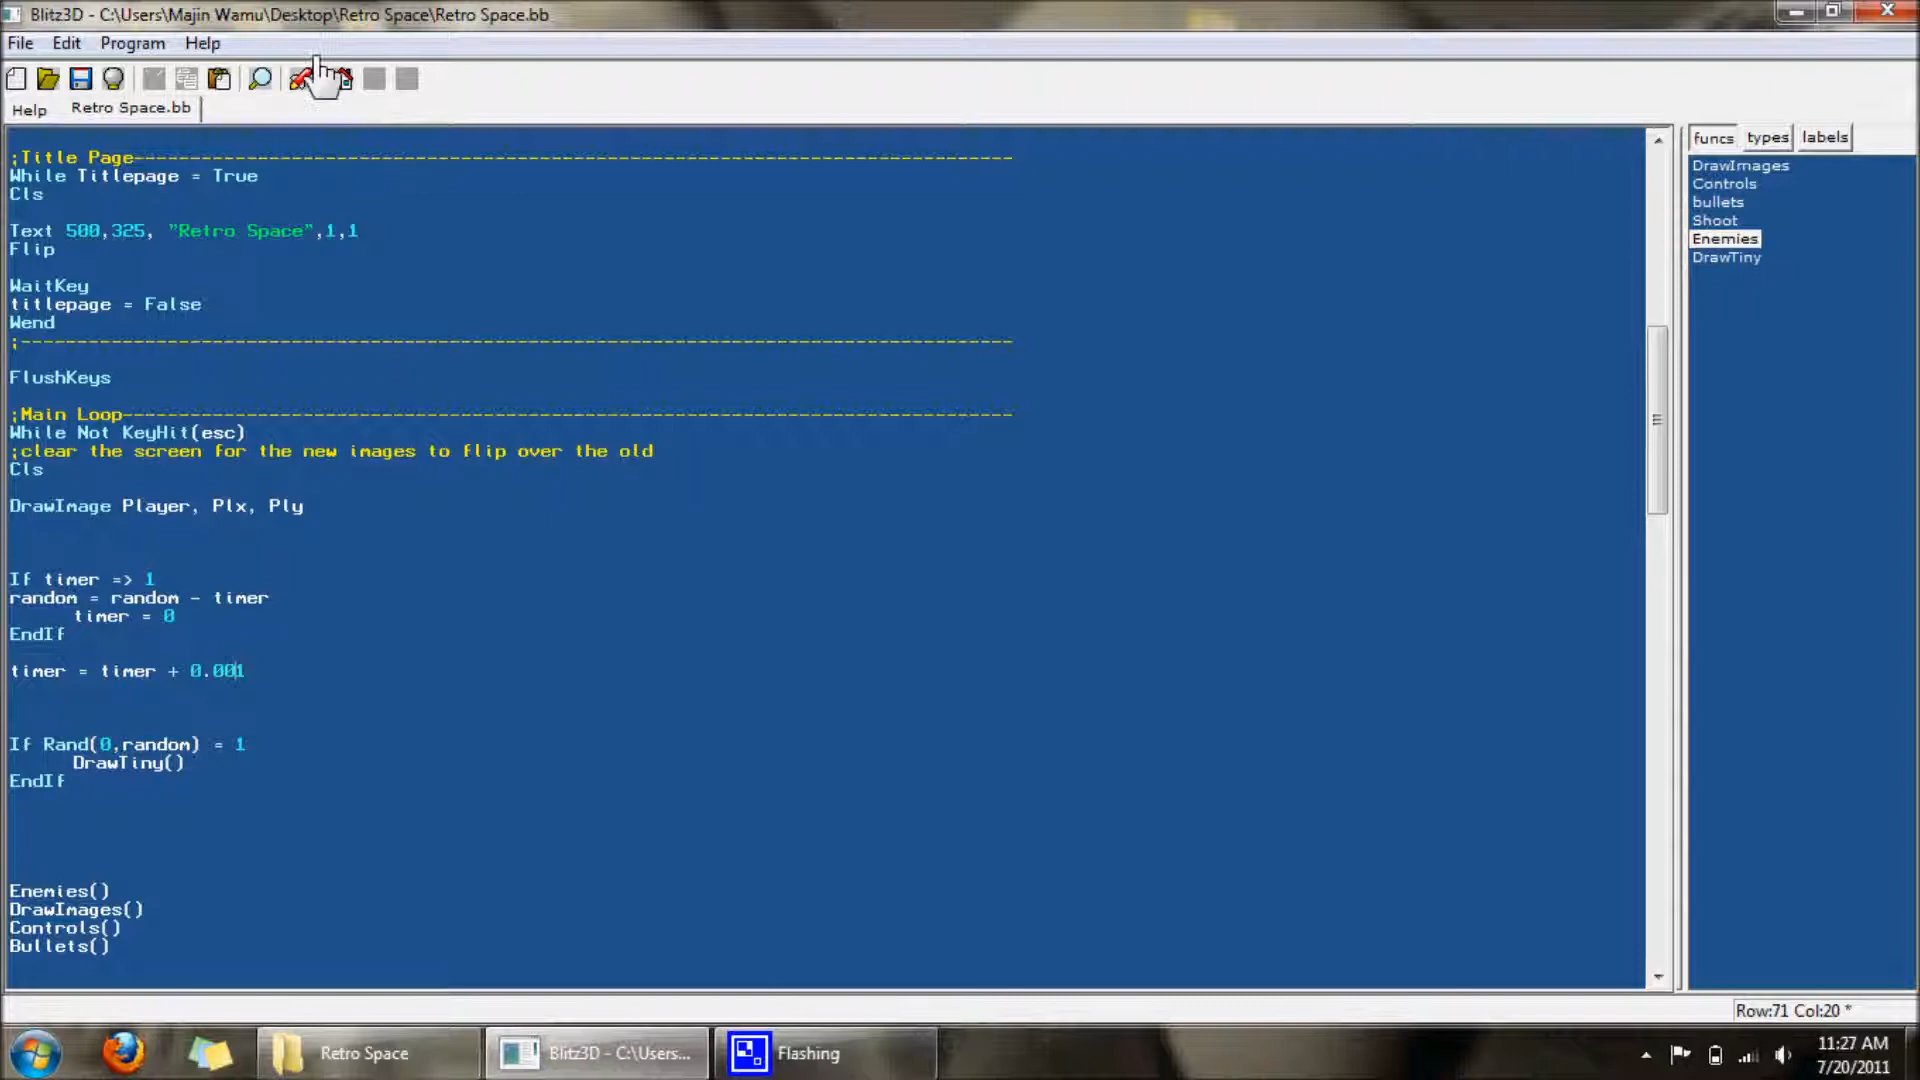 Blitz3D - C:\Users\Majin Wamu\Desktop\Retro Space\Retro Space.bb
File Edit Program Help
Help Retro Space.bb
;Title Page----------------------------------------------------------------------------
While Titlepage = True
Cls
Text 500,325, "Retro Space",1,1
Flip
WaitKey
titlepage = False
Wend
;----------------------------------------------------------------------------------------
FlushKeys
;Main Loop-----------------------------------------------------------------------------
While Not KeyHit(esc)
;clear the screen for the new images to flip over the old
Cls
DrawImage Player, Plx, Ply
If timer => 1
random = random - timer
timer = 0
EndIf
timer = timer + 0.001
If Rand(0,random) = 1
DrawTiny()
EndIf
Enemies()
DrawImages()
Controls()
Bullets()
funcs types labels
DrawImages
Controls
bullets
Shoot
Enemies
DrawTiny
Row:71 Col:20 *
Retro Space
Blitz3D - C:\Users...
Flashing
11:27 AM
7/20/2011